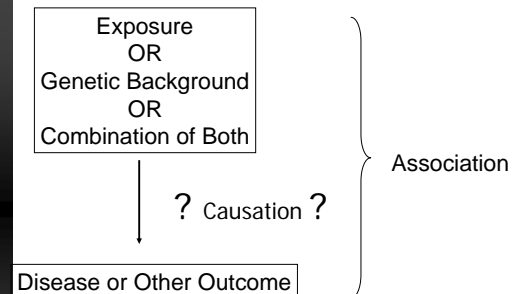 Exposure
OR
Genetic Background
OR
Combination of Both
Association
? Causation ?
Disease or Other Outcome